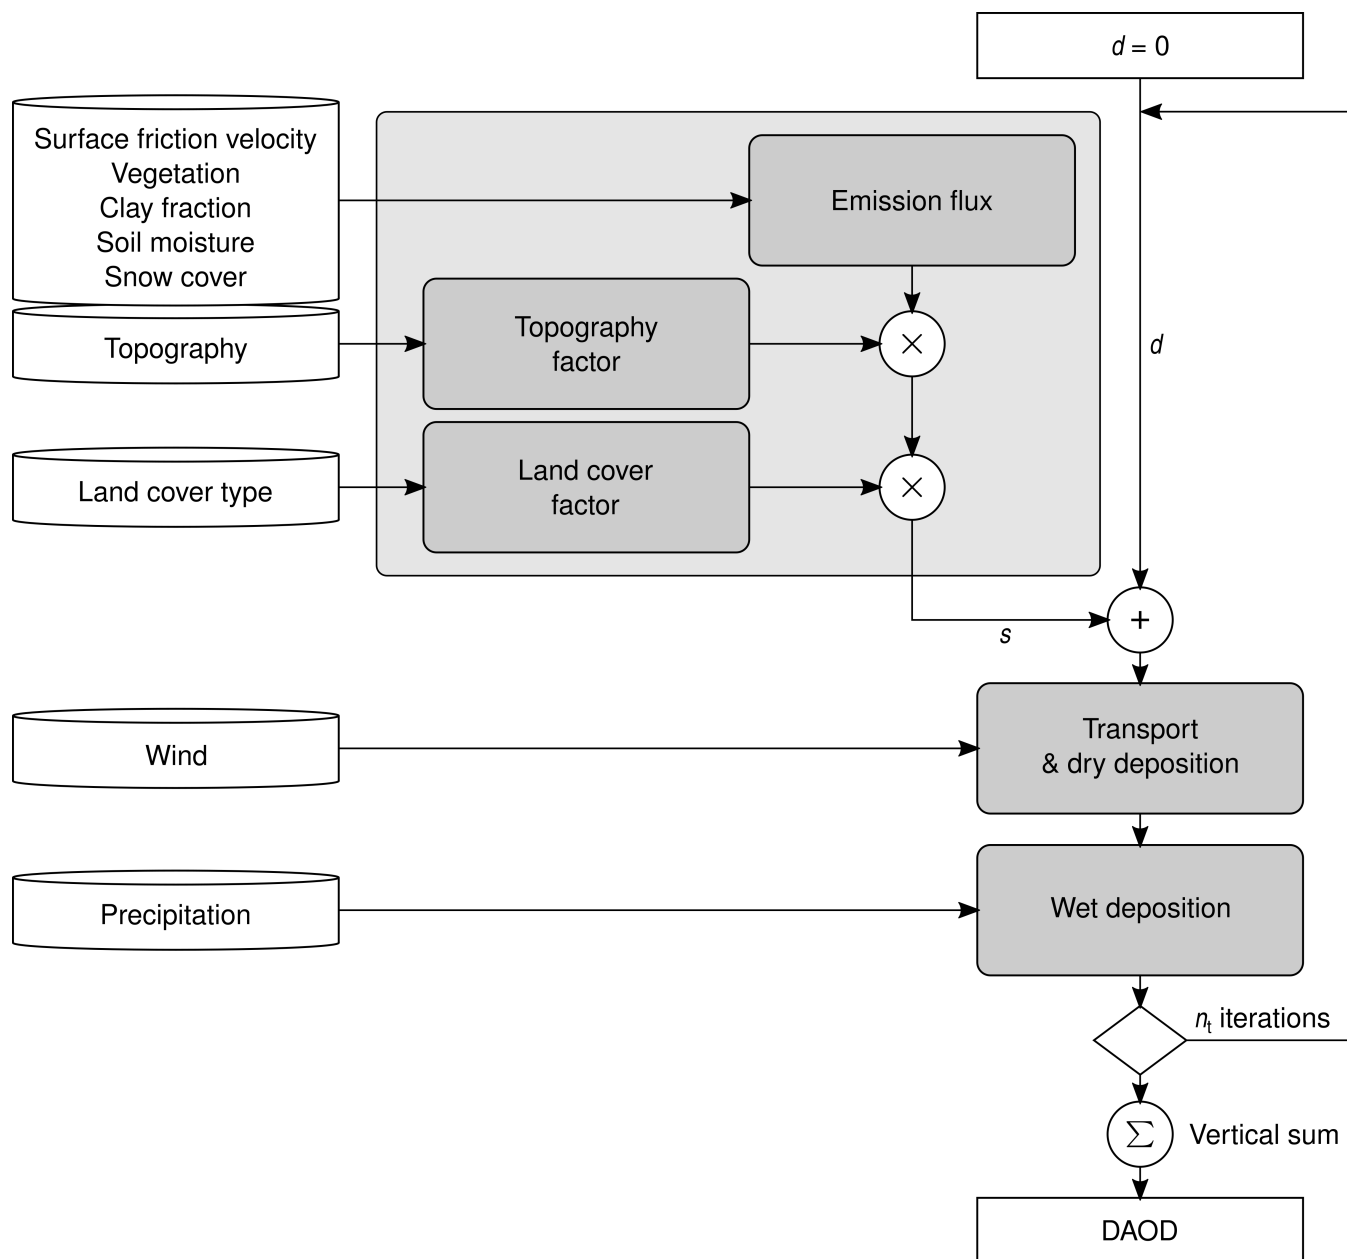 d = 0
Surface friction velocity
Vegetation
Clay fraction
Soil moisture
Snow cover
Emission flux
Topography
Topography
factor
×
d
Land cover type
Land cover
factor
×
s
+
Wind
Transport
& dry deposition
Precipitation
Wet deposition
nt iterations
Σ Vertical sum
DAOD